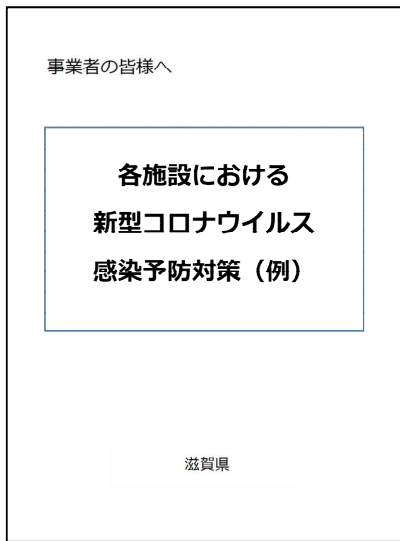 事業者の皆様へ
各施設における
新型コロナウイルス
感染予防対策（例）
滋賀県